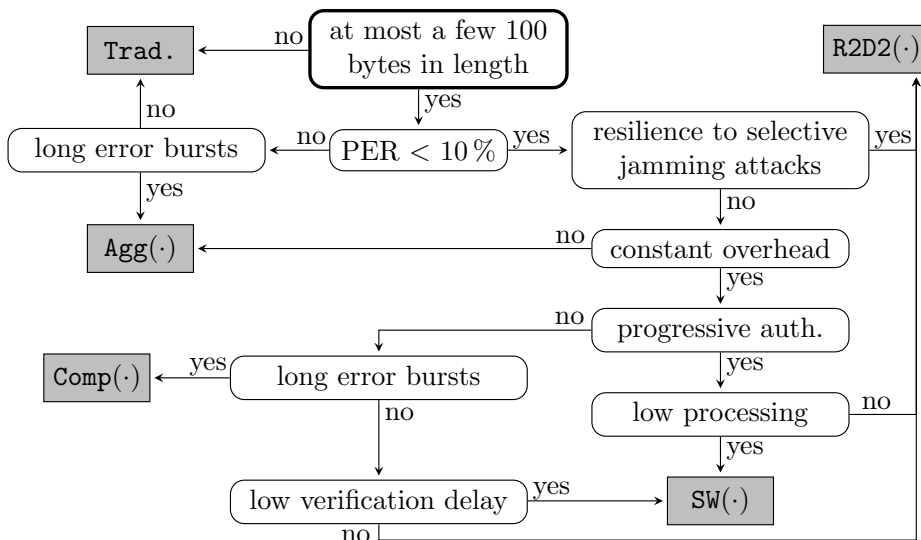 no
at most a few 100
bytes in length
Trad.
R2D2(·)
yes
no
long error bursts
no
PER < 10 %
yes
resilience to selective
jamming attacks
yes
yes
no
Agg(·)
no
constant overhead
yes
no
progressive auth.
Comp(·)
yes
long error bursts
yes
no
low processing
no
yes
low verification delay
yes
SW(·)
no